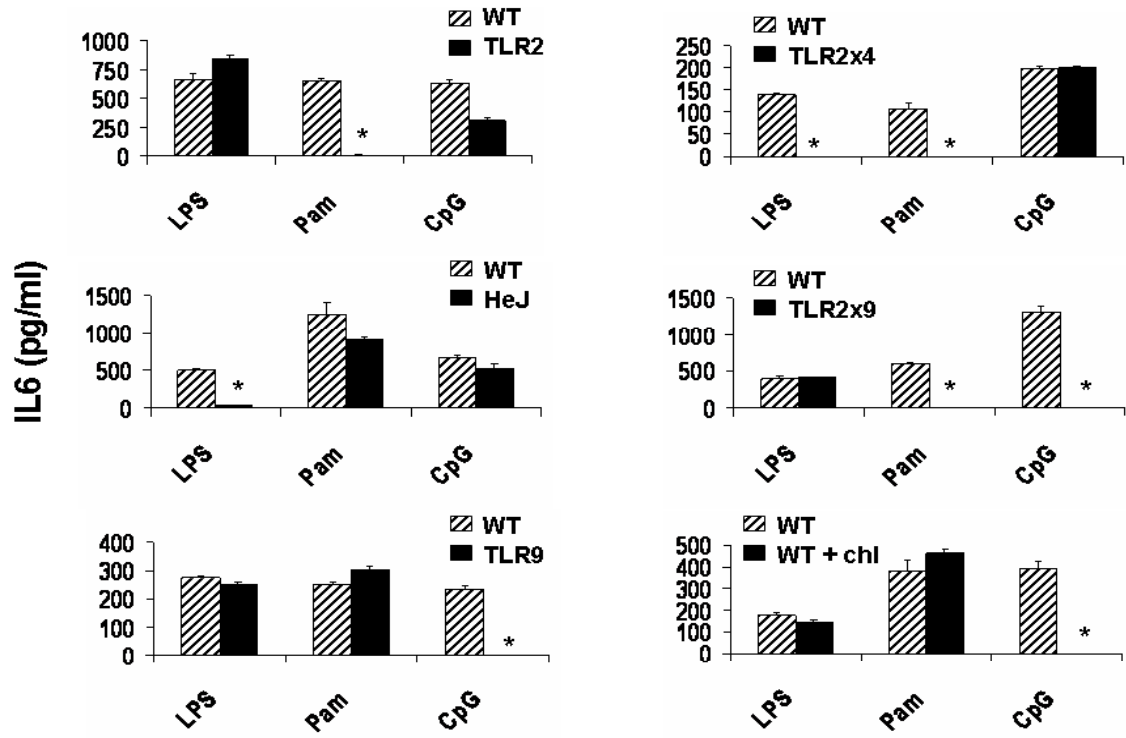 IL6 (pg/ml)
WT
TLR2
1000
750
500
250
0
*
LPS
Pam
CpG
WT
TLR2x4
250
200
150
100
50
0
*
*
LPS
Pam
CpG
WT
HeJ
1500
1000
500
0
*
LPS
Pam
CpG
WT
TLR2x9
1500
1000
500
0
*
*
LPS
Pam
CpG
WT
TLR9
400
300
200
100
0
*
LPS
Pam
CpG
WT
WT + chl
500
400
300
200
100
0
*
LPS
Pam
CpG